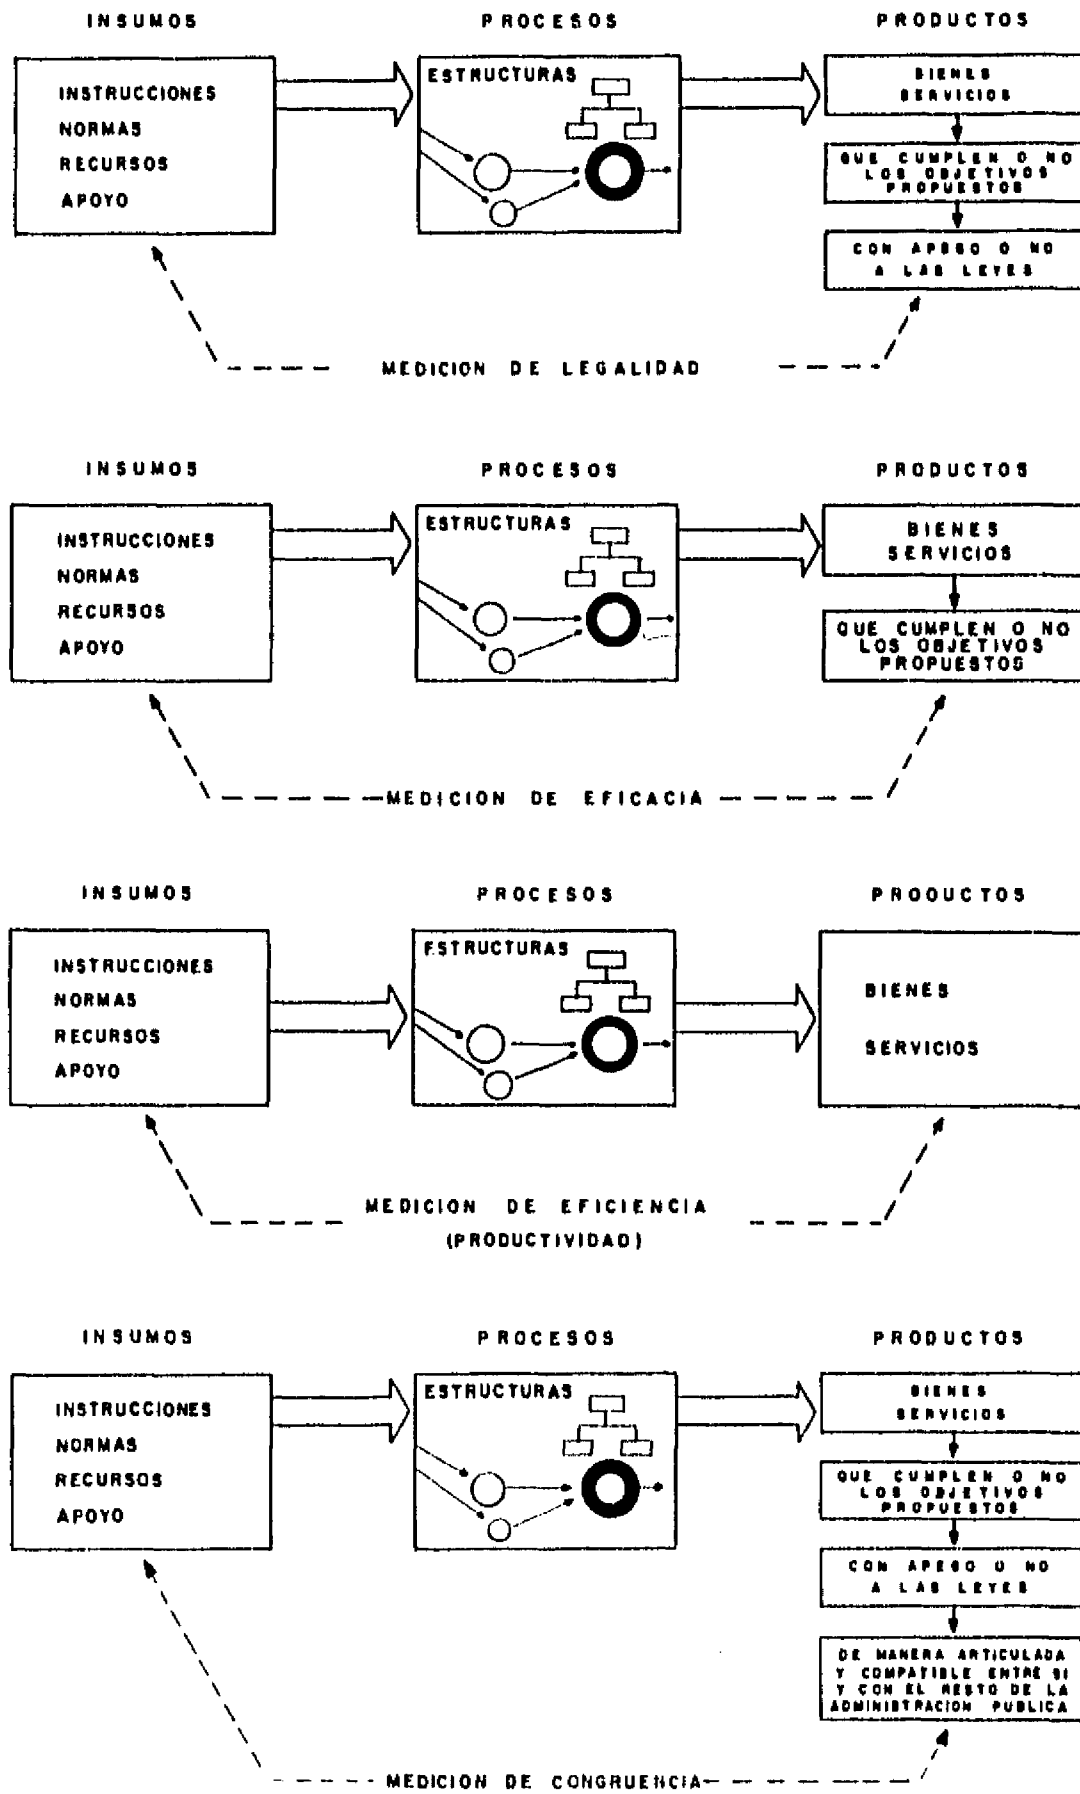 INSUMOS PROCESOS PRODUCTOS
INSTRUCCIONES
NORMAS
RECURSOS
APOYO
ESTRUCTURAS
BIENES
SERVICIOS
QUE CUMPLEN O NO
LOS OBJETIVOS
PROPUESTOS
CON APEGO O NO
A LAS LEYES
MEDICION DE LEGALIDAD
INSUMOS PROCESOS PRODUCTOS
INSTRUCCIONES
NORMAS
RECURSOS
APOYO
ESTRUCTURAS
BIENES
SERVICIOS
QUE CUMPLEN O NO
LOS OBJETIVOS
PROPUESTOS
MEDICION DE EFICACIA
INSUMOS PROCESOS PRODUCTOS
INSTRUCCIONES
NORMAS
RECURSOS
APOYO
ESTRUCTURAS
BIENES
SERVICIOS
MEDICION DE EFICIENCIA
(PRODUCTIVIDAD)
INSUMOS PROCESOS PRODUCTOS
INSTRUCCIONES
NORMAS
RECURSOS
APOYO
ESTRUCTURAS
BIENES
SERVICIOS
QUE CUMPLEN O NO
LOS OBJETIVOS
PROPUESTOS
CON APEGO O NO
A LAS LEYES
DE MANERA ARTICULADA
Y COMPATIBLE ENTRE SI
Y CON EL RESTO DE LA
ADMINISTRACION PUBLICA
MEDICION DE CONGRUENCIA